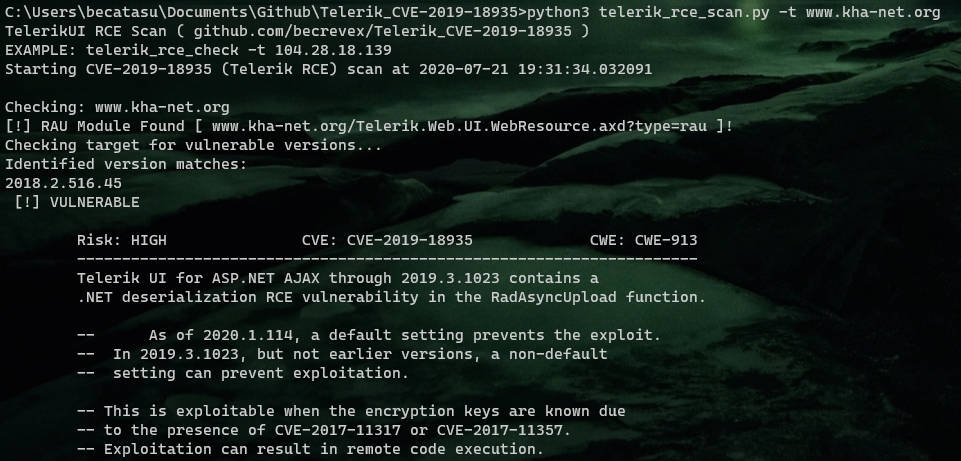 C:\Users\becatasu\Documents\Github\Telerik_CVE-2019-18935>python3 telerik_rce_scan.py -t www.kha-net.org
TelerikUI RCE Scan ( github.com/becrevex/Telerik_CVE-2019-18935 )
EXAMPLE: telerik_rce_check -t 104.28.18.139
Starting CVE-2019-18935 (Telerik RCE) scan at 2020-07-21 19:31:34.032091
Checking: www.kha-net.org
[!] RAU Module Found [ www.kha-net.org/Telerik.Web.UI.WebResource.axd?type=rau ]!
Checking target for vulnerable versions...
Identified version matches:
2018.2.516.45
[!] VULNERABLE
Risk: HIGH CVE: CVE-2019-18935 CWE: CWE-913
---------------------------------------------------------------------
Telerik UI for ASP.NET AJAX through 2019.3.1023 contains a
.NET deserialization RCE vulnerability in the RadAsyncUpload function.
-- As of 2020.1.114, a default setting prevents the exploit.
-- In 2019.3.1023, but not earlier versions, a non-default
-- setting can prevent exploitation.
-- This is exploitable when the encryption keys are known due
-- to the presence of CVE-2017-11317 or CVE-2017-11357.
-- Exploitation can result in remote code execution.